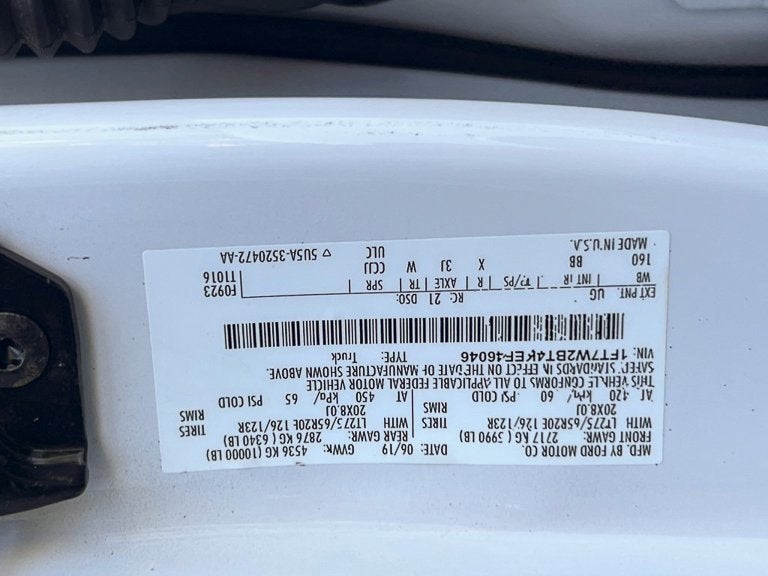 MFD. BY FORD MOTOR CO.
DATE: 06/19 GVWR: 4536 KG (10000 LB)
FRONT GAWR: 2717 KG (5990 LB) REAR GAWR: 2876 KG (6340 LB)
WITH LT275/65R20E 126/123R TIRES WITH LT275/65R20E 126/123R TIRES
20X8.0J RIMS 20X8.0J RIMS
AT 420 kPa/ 60 PSI COLD AT 450 kPa/ 65 PSI COLD
THIS VEHICLE CONFORMS TO ALL APPLICABLE FEDERAL MOTOR VEHICLE
SAFETY STANDARDS IN EFFECT ON THE DATE OF MANUFACTURE SHOWN ABOVE.
VIN: 1FT7W2BT4KEF46046 TYPE: Truck
EXT PNT: UG RC: 21 DSO:
WB INT TR TP/PS R AXLE TR SPR F0923
160 BB X 3J W CCIJ T1016
ULC
MADE IN U.S.A. ▽ 5U5A-3520472-AA